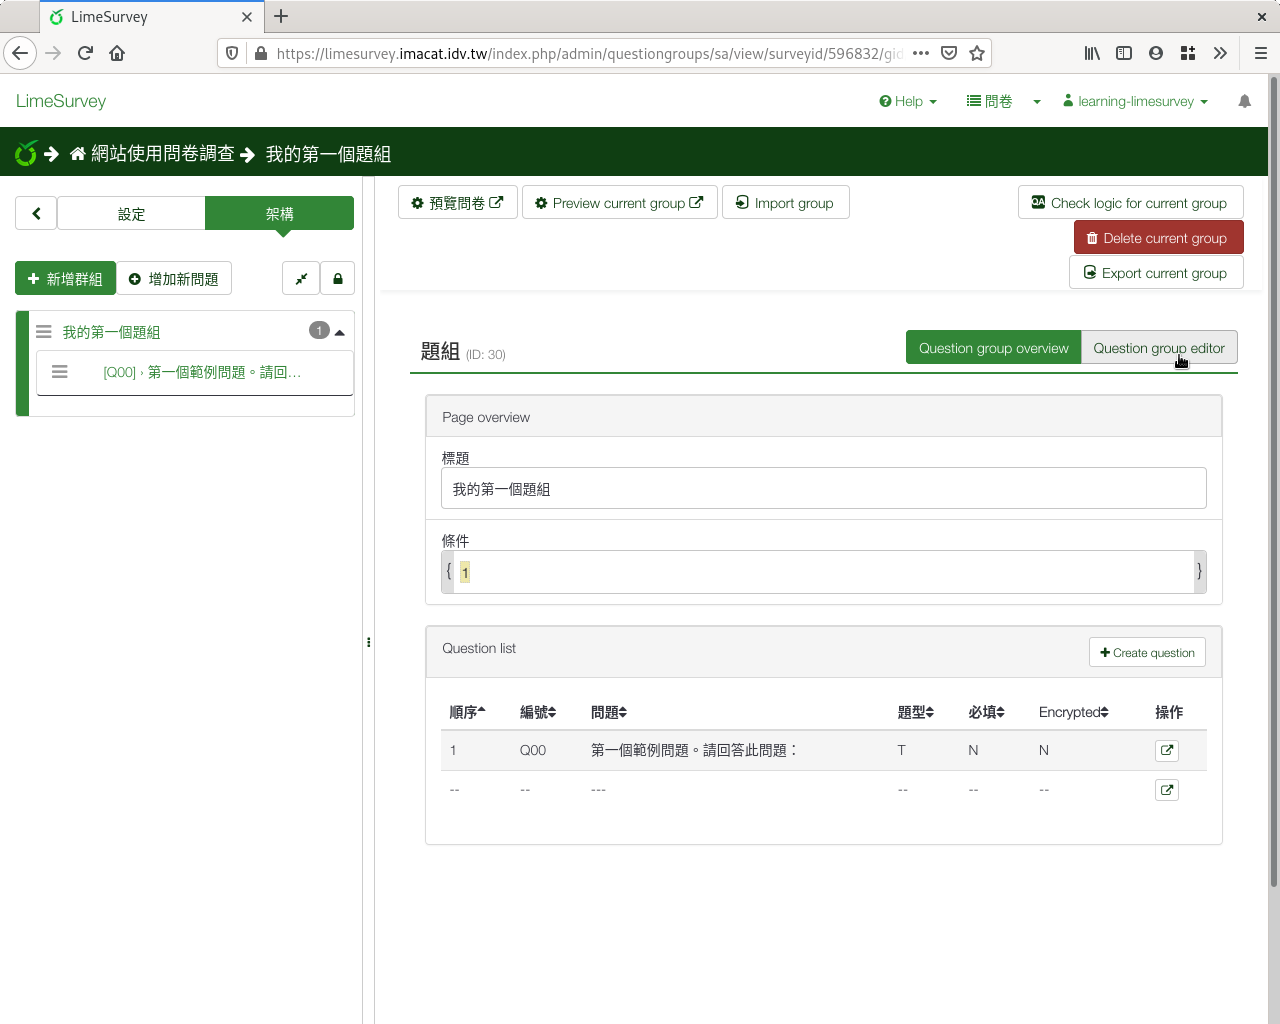 LimeSurvey
https://limesurvey.imacat.idv.tw/index.php/admin/questiongroups/sa/view/surveyid/596832/gid
LimeSurvey
Help
問卷
learning-limesurvey
網站使用問卷調查
我的第一個題組
設定
架構
新增群組
增加新問題
我的第一個題組
1
[Q00] › 第一個範例問題。請回…
預覽問卷
Preview current group
Import group
QA Check logic for current group
Delete current group
Export current group
題組 (ID: 30)
Question group overview
Question group editor
Page overview
標題
我的第一個題組
條件
{ 1 }
Question list
Create question
順序 編號 問題 題型 必填 Encrypted 操作
1 Q00 第一個範例問題。請回答此問題： T N N
-- -- --- -- -- --